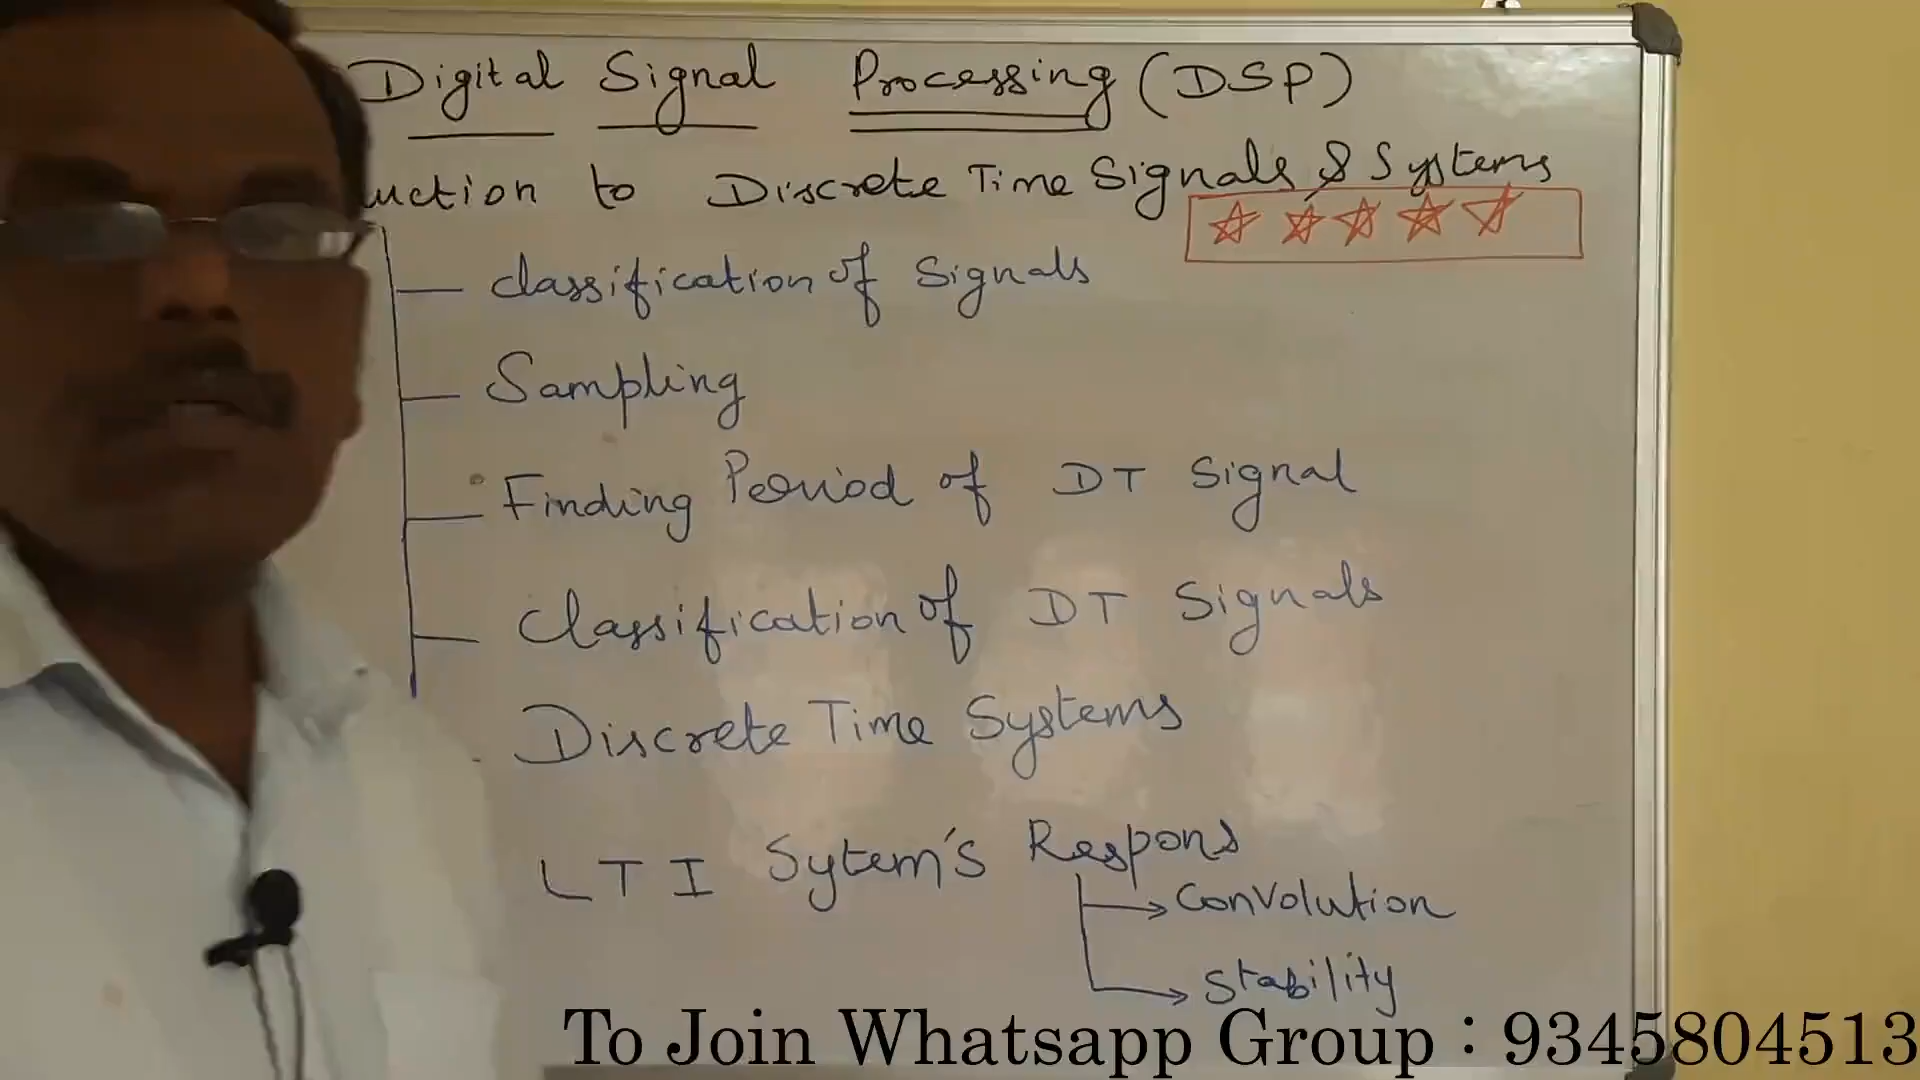 Digital Signal Processing (DSP)
uction to Discrete Time Signals & Systems
classification of Signals
Sampling
Finding Period of DT Signal
Classification of DT Signals
Discrete Time Systems
LTI Sytem's Respons
Convolution
Stability
To Join Whatsapp Group : 9345804513